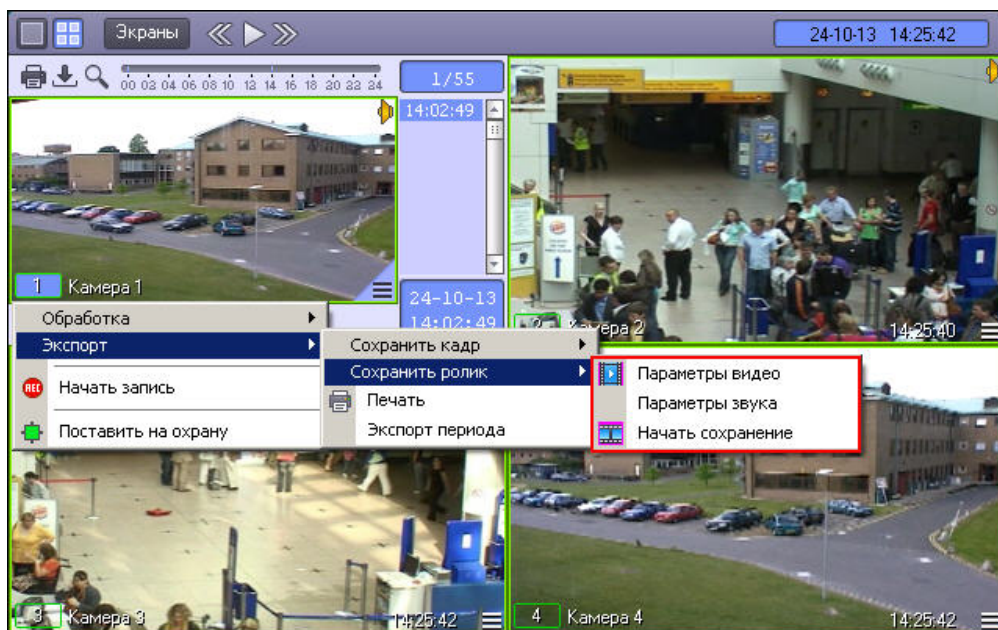 Экраны
24-10-13 14:25:42
00 02 04 06 08 10 12 14 16 18 20 22 24
1/55
14:02:49
1 Камера 1
24-10-13
14:02:49
2 Камера 2
14:25:40
Обработка
Экспорт
REC Начать запись
Поставить на охрану
Сохранить кадр
Сохранить ролик
Печать
Экспорт периода
Параметры видео
Параметры звука
Начать сохранение
3 Камера 3
14:25:42
4 Камера 4
14:25:42